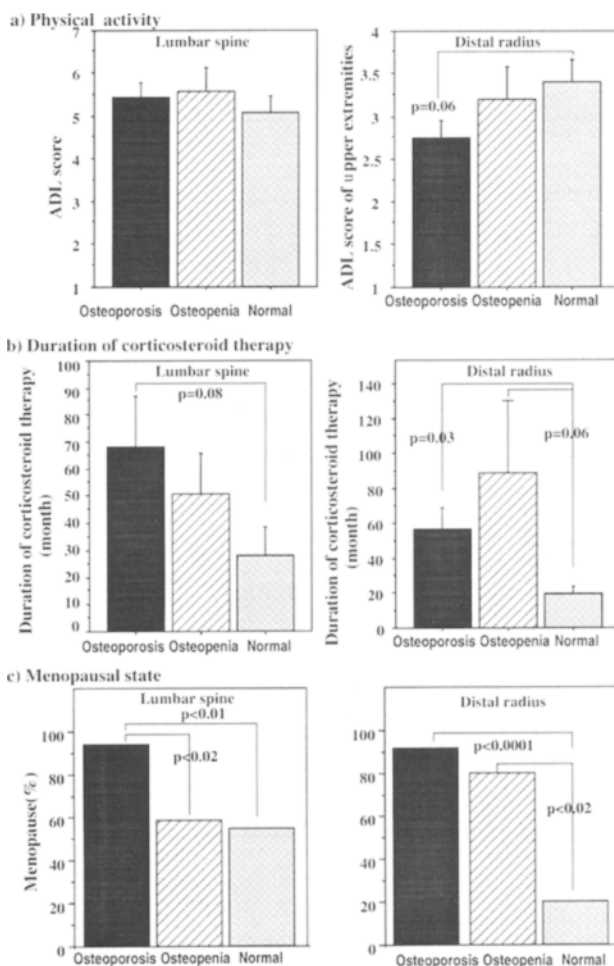 a) Physical activity
Lumbar spine
7
6
5
4
3
2
1
ADL score
Osteoporosis Osteopenia Normal
Distal radius
4
3.5
3
2.5
2
1.5
1
ADL score of upper extremities
p=0.06
Osteoporosis Osteopenia Normal
b) Duration of corticosteroid therapy
Lumbar spine
100
90
80
70
60
50
40
30
20
10
0
Duration of corticosteroid therapy
(month)
p=0.08
Osteoporosis Osteopenia Normal
Distal radius
140
120
100
80
60
40
20
0
Duration of corticosteroid therapy
(month)
p=0.03
p=0.06
Osteoporosis Osteopenia Normal
c) Menopausal state
Lumbar spine
100
80
60
40
20
0
Menopause(%)
p<0.01
p<0.02
Osteoporosis Osteopenia Normal
Distal radius
100
80
60
40
20
0
p<0.0001
p<0.02
Osteoporosis Osteopenia Normal